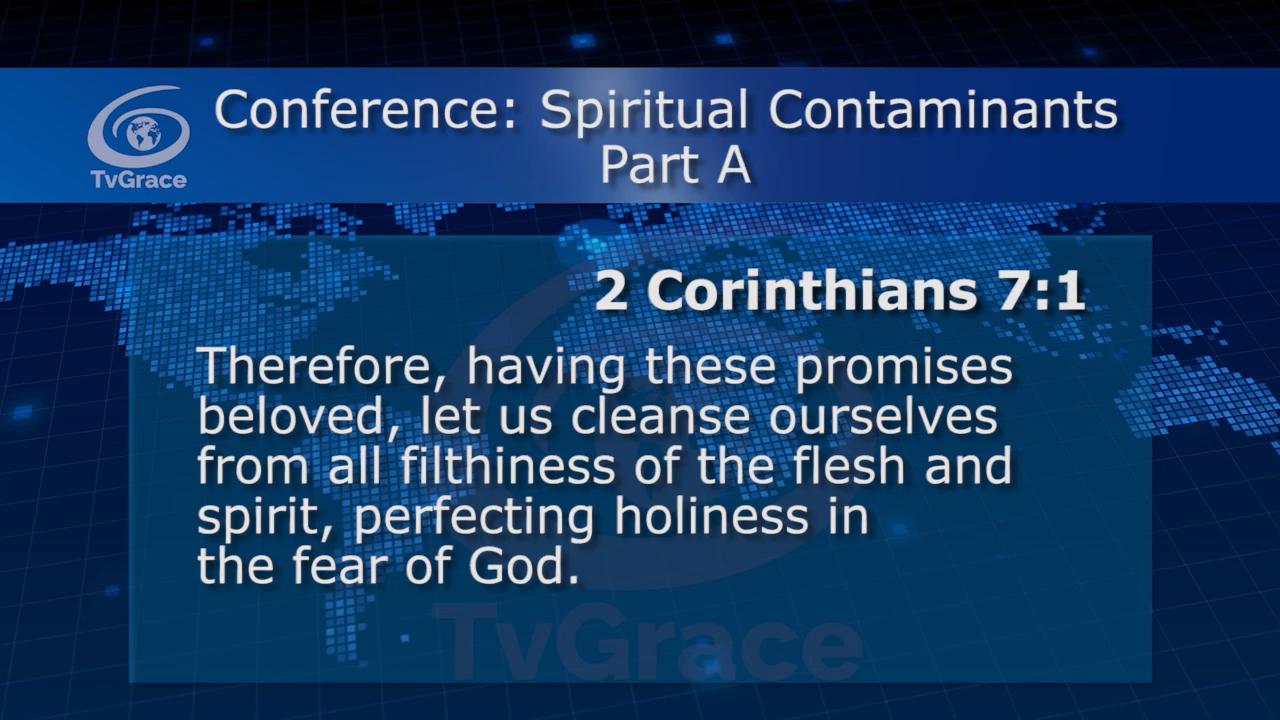 Conference: Spiritual Contaminants
Part A
TvGrace
2 Corinthians 7:1
Therefore, having these promises
beloved, let us cleanse ourselves
from all filthiness of the flesh and
spirit, perfecting holiness in
the fear of God.
TvGrace